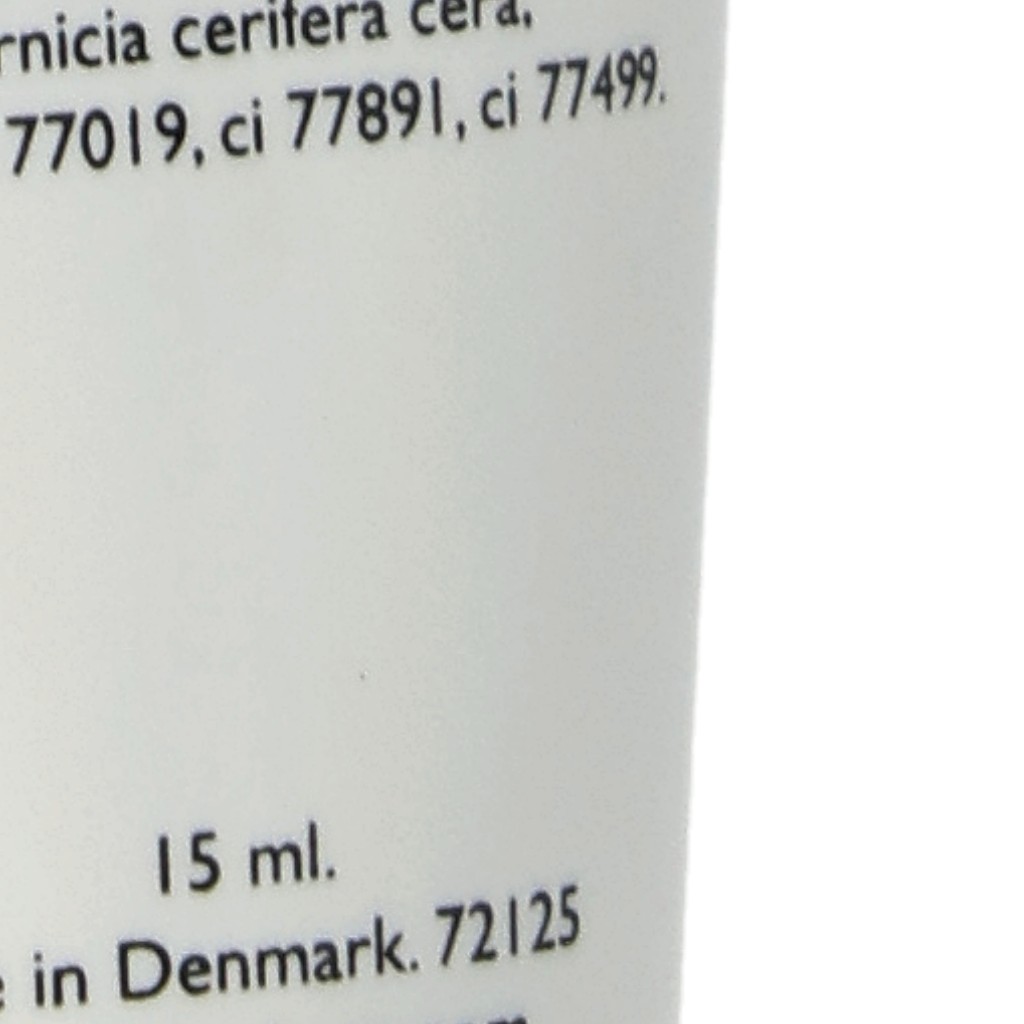 rnicia cerifera cera,
77019, ci 77891, ci 77499.
15 ml.
in Denmark. 72125